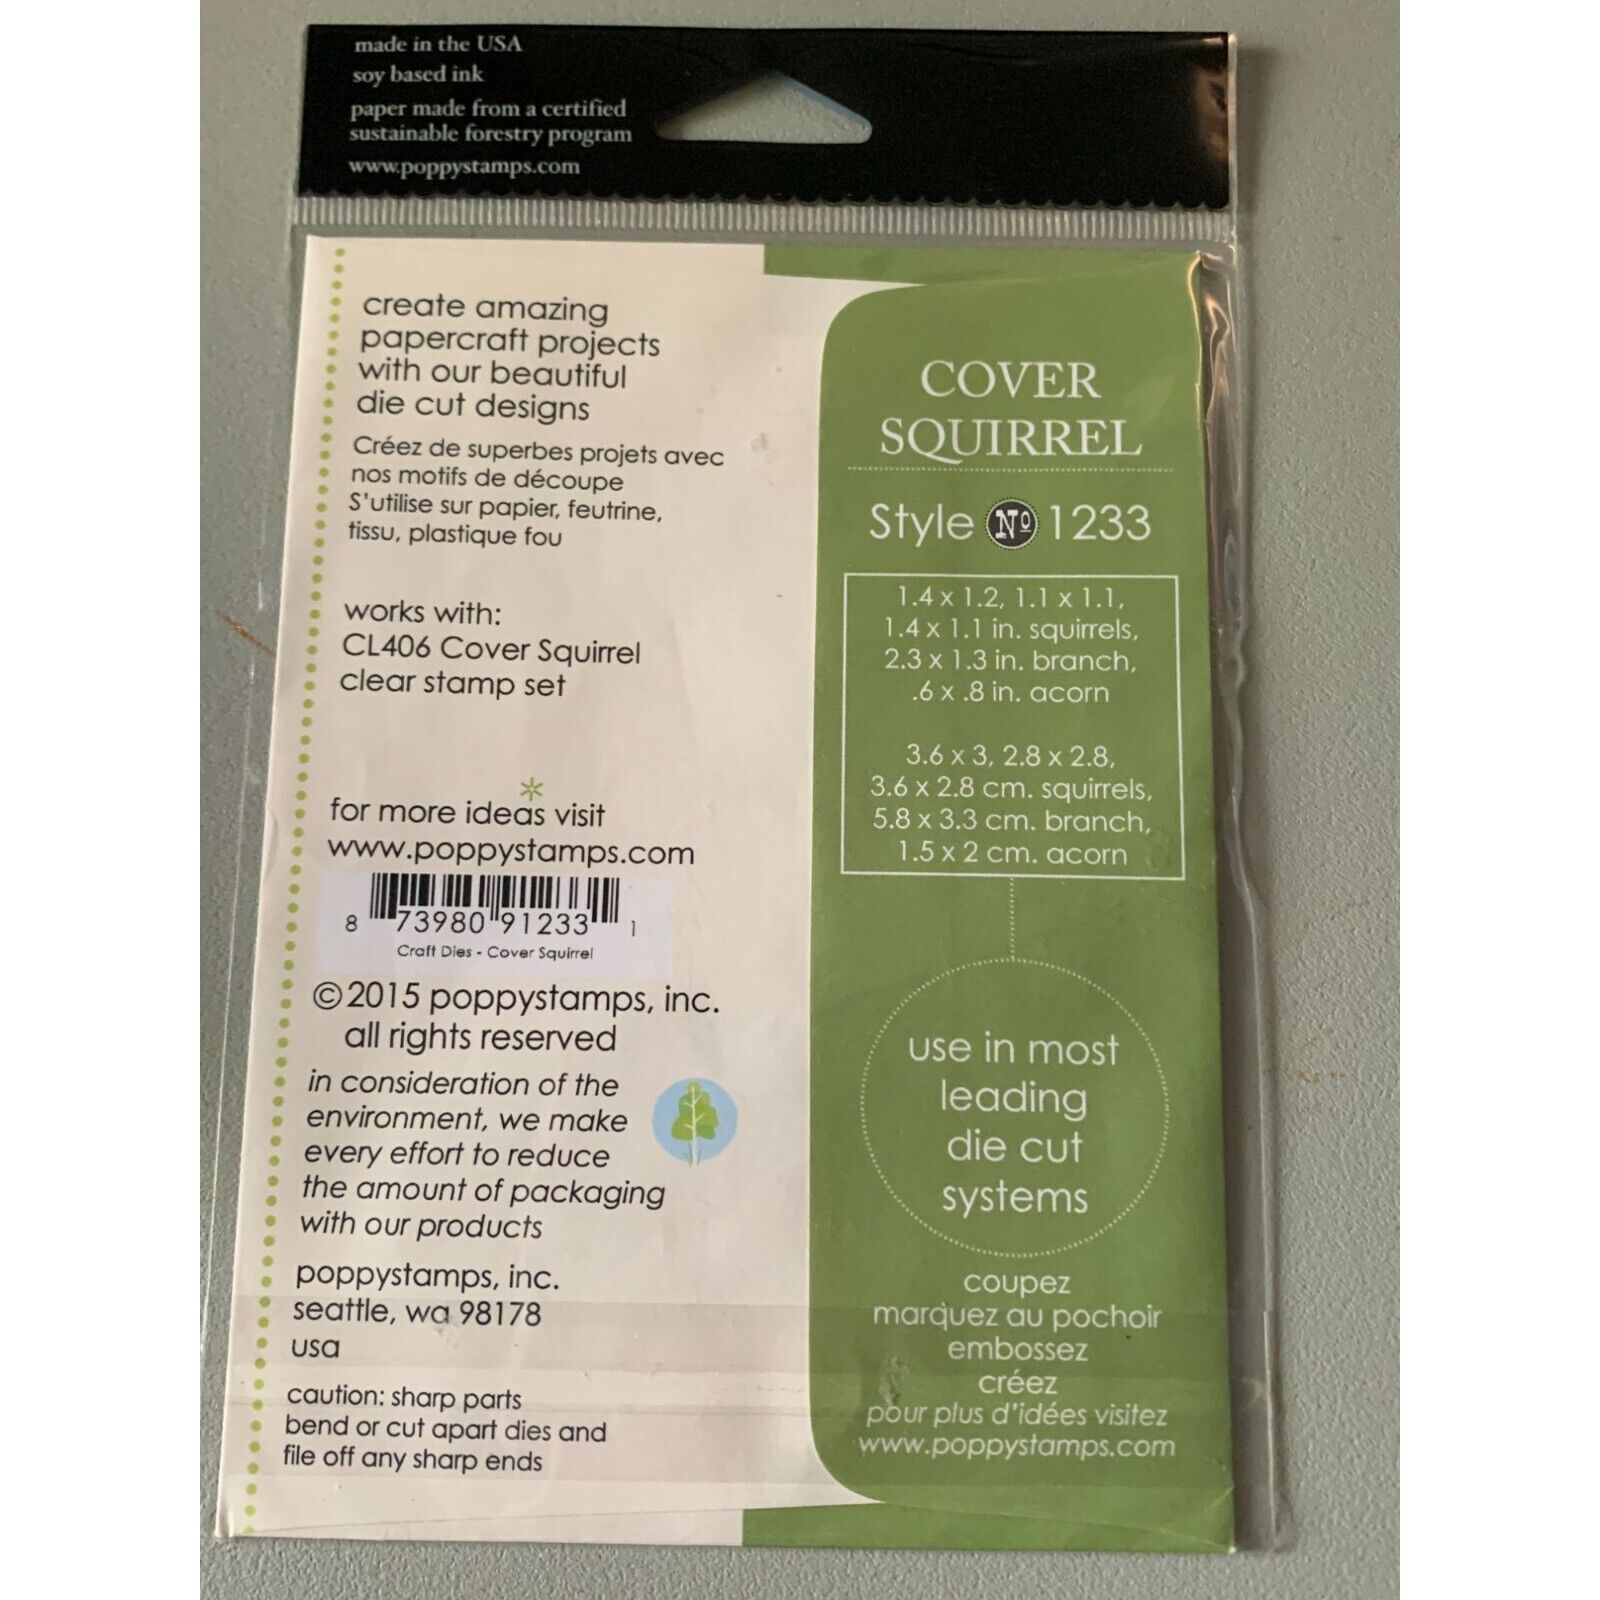 made in the USA
soy based ink
paper made from a certified
sustainable forestry program
www.poppystamps.com
create amazing
papercraft projects
with our beautiful
die cut designs
Créez de superbes projets avec
nos motifs de découpe
S'utilise sur papier, feutrine,
tissu, plastique fou
works with:
CL406 Cover Squirrel
clear stamp set
for more ideas visit
www.poppystamps.com
8 73980 91233 1
Craft Dies - Cover Squirrel
©2015 poppystamps, inc.
all rights reserved
in consideration of the
environment, we make
every effort to reduce
the amount of packaging
with our products
poppystamps, inc.
seattle, wa 98178
usa
caution: sharp parts
bend or cut apart dies and
file off any sharp ends
COVER
SQUIRREL
Style No 1233
1.4 x 1.2, 1.1 x 1.1,
1.4 x 1.1 in. squirrels,
2.3 x 1.3 in. branch,
.6 x .8 in. acorn
3.6 x 3, 2.8 x 2.8,
3.6 x 2.8 cm. squirrels,
5.8 x 3.3 cm. branch,
1.5 x 2 cm. acorn
use in most
leading
die cut
systems
coupez
marquez au pochoir
embossez
créez
pour plus d'idées visitez
www.poppystamps.com